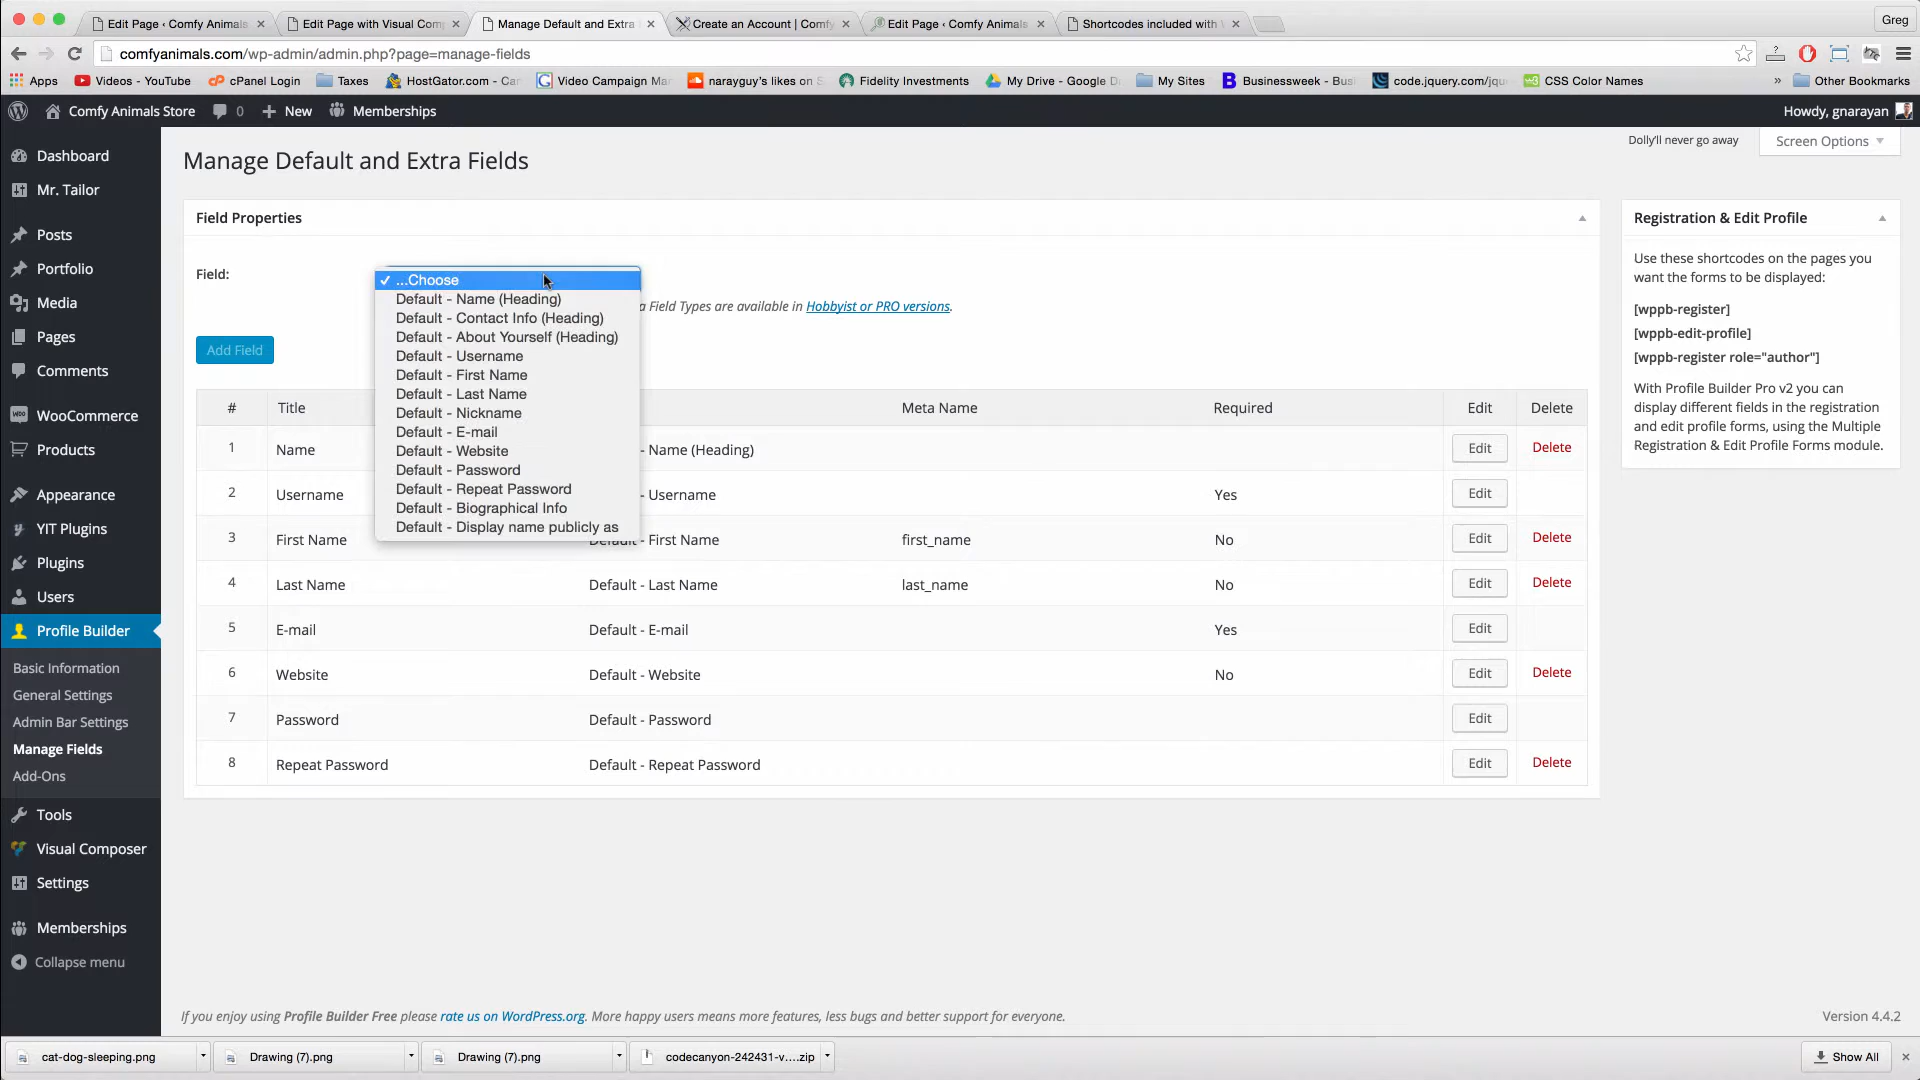 Edit Page ‹ Comfy Animals
Edit Page with Visual Comp
Manage Default and Extra
Create an Account | Comfy
Edit Page ‹ Comfy Animals
Shortcodes included with
Greg
comfyanimals.com/wp-admin/admin.php?page=manage-fields
Apps
Videos - YouTube
cPanel Login
Taxes
HostGator.com - Car
Video Campaign Mar
narayguy's likes on S
Fidelity Investments
My Drive - Google D
My Sites
Businessweek - Busi
code.jquery.com/jqu
CSS Color Names
»
Other Bookmarks
Comfy Animals Store
0
New
Memberships
Howdy, gnarayan
Dashboard
Mr. Tailor
Posts
Portfolio
Media
Pages
Comments
WooCommerce
Products
Appearance
YIT Plugins
Plugins
Users
Profile Builder
Basic Information
General Settings
Admin Bar Settings
Manage Fields
Add-Ons
Tools
Visual Composer
Settings
Memberships
Collapse menu
Dolly'll never go away
Screen Options
Manage Default and Extra Fields
Field Properties
Field:
...Choose
Default - Name (Heading)
Default - Contact Info (Heading)
Default - About Yourself (Heading)
Default - Username
Default - First Name
Default - Last Name
Default - Nickname
Default - E-mail
Default - Website
Default - Password
Default - Repeat Password
Default - Biographical Info
Default - Display name publicly as
a Field Types are available in Hobbyist or PRO versions.
Add Field
# Title Meta Name Required Edit Delete
1 Name - Name (Heading) Edit Delete
2 Username - Username Yes Edit
3 First Name Default - First Name first_name No Edit Delete
4 Last Name Default - Last Name last_name No Edit Delete
5 E-mail Default - E-mail Yes Edit
6 Website Default - Website No Edit Delete
7 Password Default - Password Edit
8 Repeat Password Default - Repeat Password Edit Delete
Registration & Edit Profile
Use these shortcodes on the pages you
want the forms to be displayed:
[wppb-register]
[wppb-edit-profile]
[wppb-register role="author"]
With Profile Builder Pro v2 you can
display different fields in the registration
and edit profile forms, using the Multiple
Registration & Edit Profile Forms module.
If you enjoy using Profile Builder Free please rate us on WordPress.org. More happy users means more features, less bugs and better support for everyone.
Version 4.4.2
cat-dog-sleeping.png
Drawing (7).png
Drawing (7).png
codecanyon-242431-v....zip
Show All